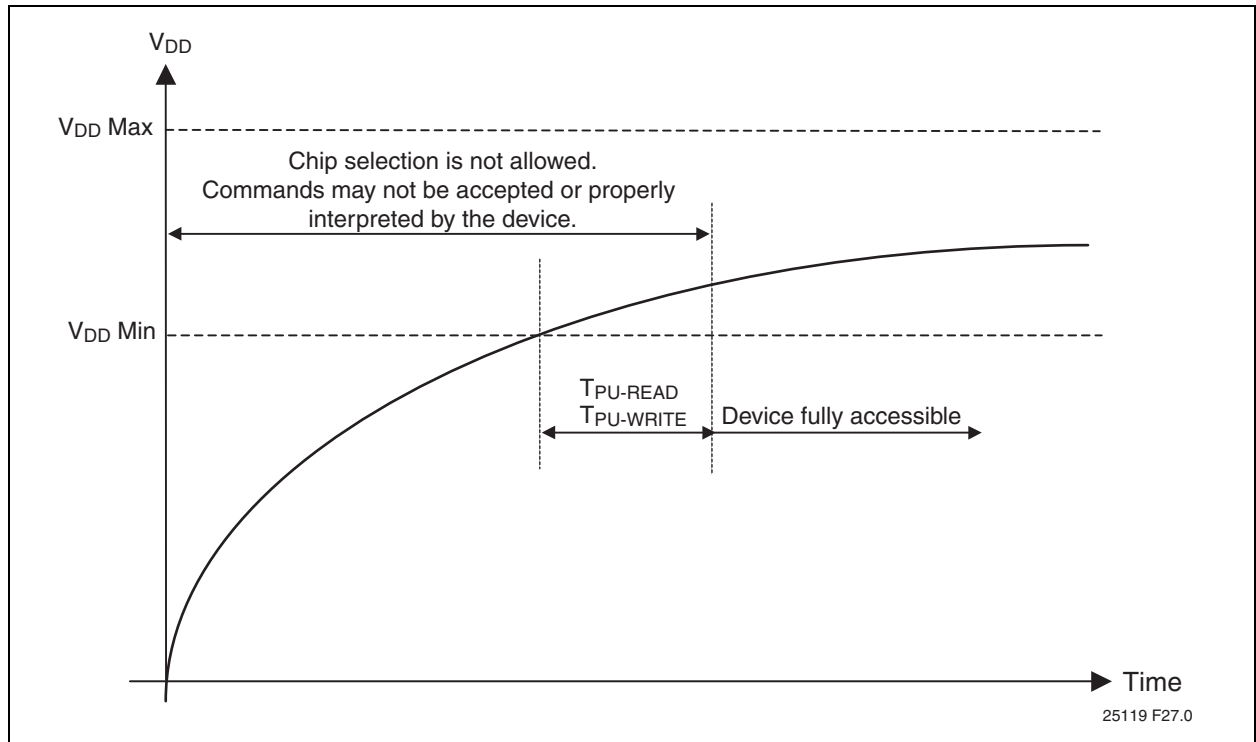 VDD
VDD Max
Chip selection is not allowed.
Commands may not be accepted or properly
interpreted by the device.
VDD Min
TPU-READ
TPU-WRITE
Device fully accessible
Time
25119 F27.0